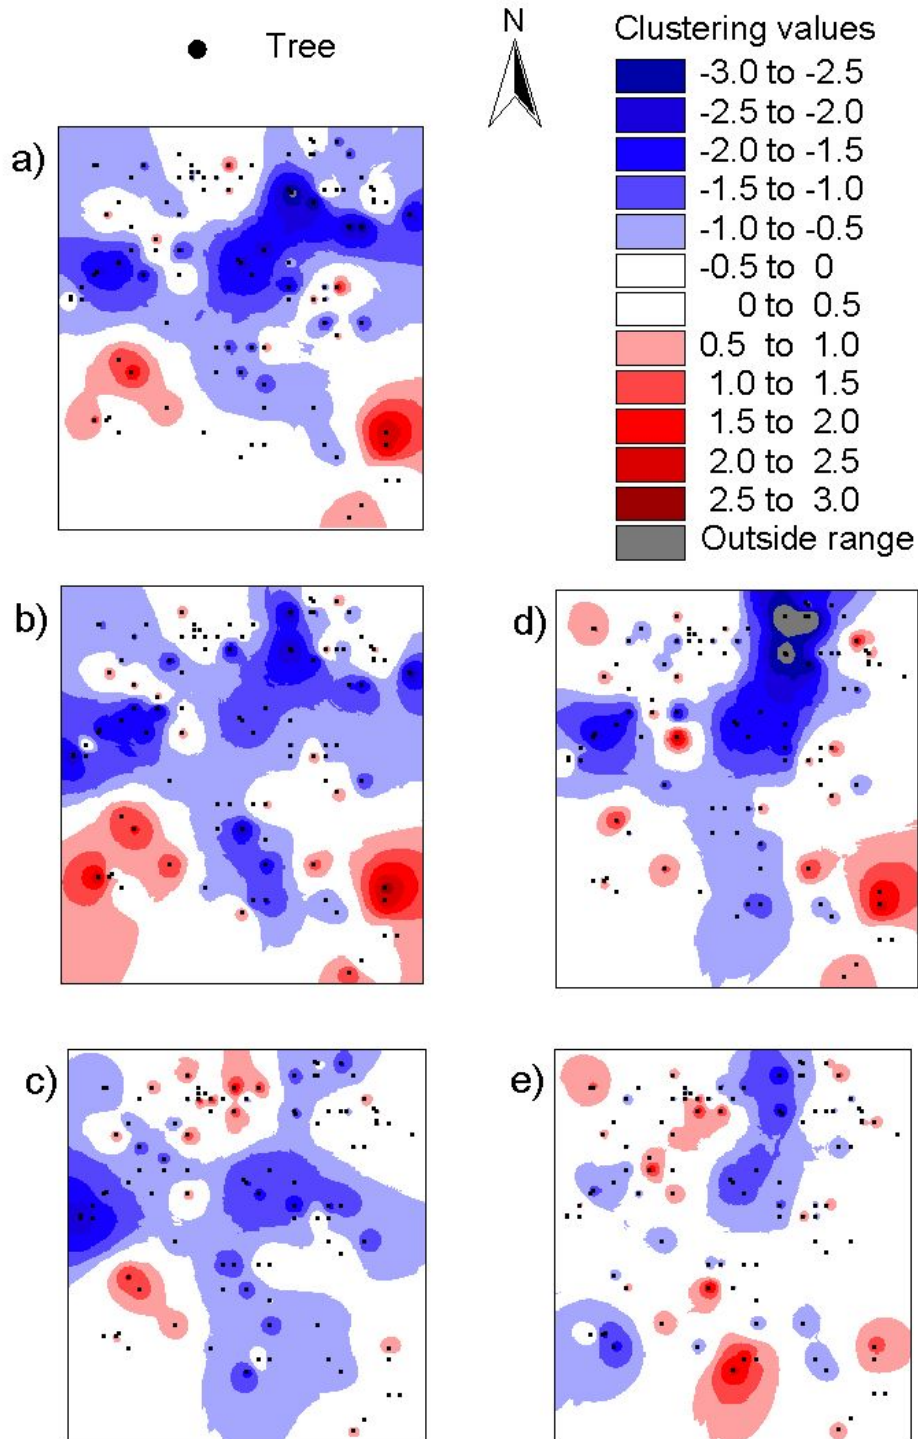 Tree
N
Clustering values
-3.0 to -2.5
-2.5 to -2.0
-2.0 to -1.5
-1.5 to -1.0
-1.0 to -0.5
-0.5 to 0
0 to 0.5
0.5 to 1.0
1.0 to 1.5
1.5 to 2.0
2.0 to 2.5
2.5 to 3.0
Outside range
a)
b)
d)
c)
e)